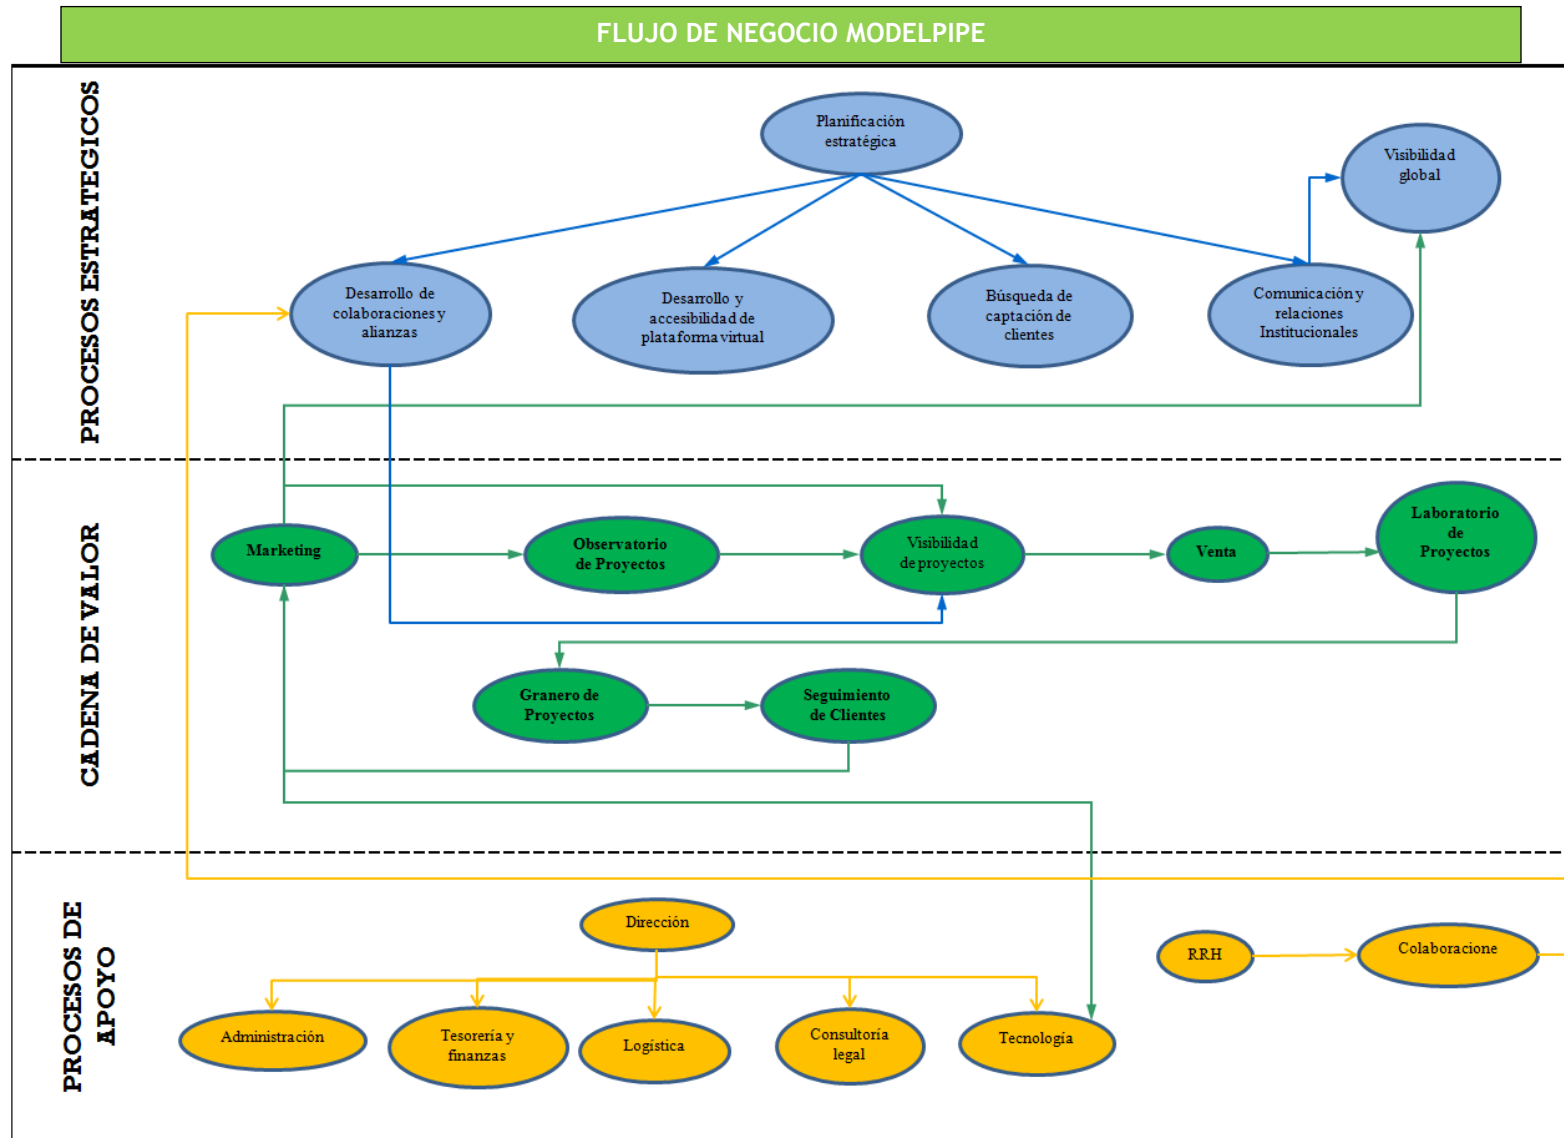 FLUJO DE NEGOCIO MODELPIPE
PROCESOS ESTRATEGICOS
Planificación
estratégica
Visibilidad
global
Desarrollo de
colaboraciones y
alianzas
Desarrollo y
accesibilidad de
plataforma virtual
Búsqueda de
captación de
clientes
Comunicación y
relaciones
Institucionales
CADENA DE VALOR
Marketing
Observatorio
de Proyectos
Visibilidad
de proyectos
Venta
Laboratorio
de
Proyectos
Granero de
Proyectos
Seguimiento
de Clientes
PROCESOS DE
APOYO
Dirección
RRH
Colaboracione
Administración
Tesorería y
finanzas
Logística
Consultoría
legal
Tecnología